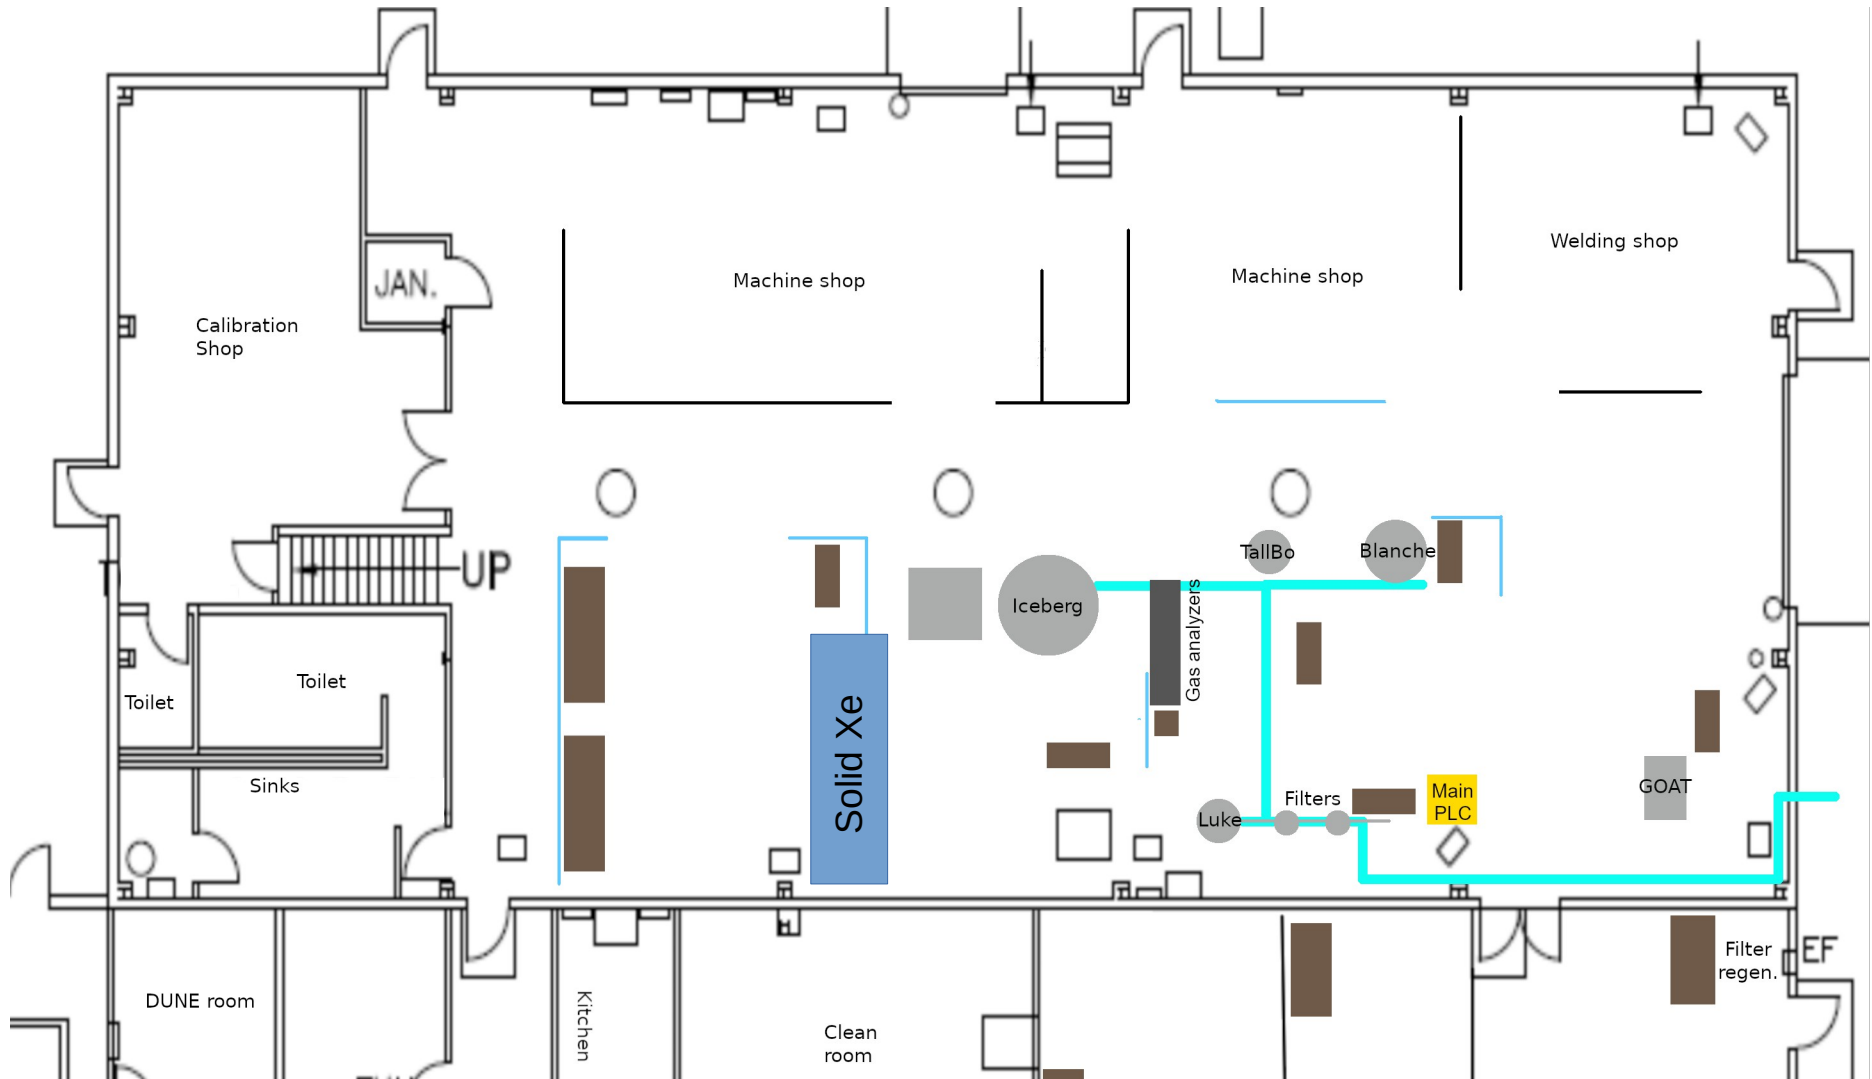 Welding shop
Machine shop
Machine shop
JAN.
Calibration
Shop
UP
TallBo
Blanche
Iceberg
Gas analyzers
Toilet
Toilet
Solid Xe
Sinks
GOAT
Main
PLC
Filters
Luke
Filter
regen.
EF
DUNE room
Kitchen
Clean
room